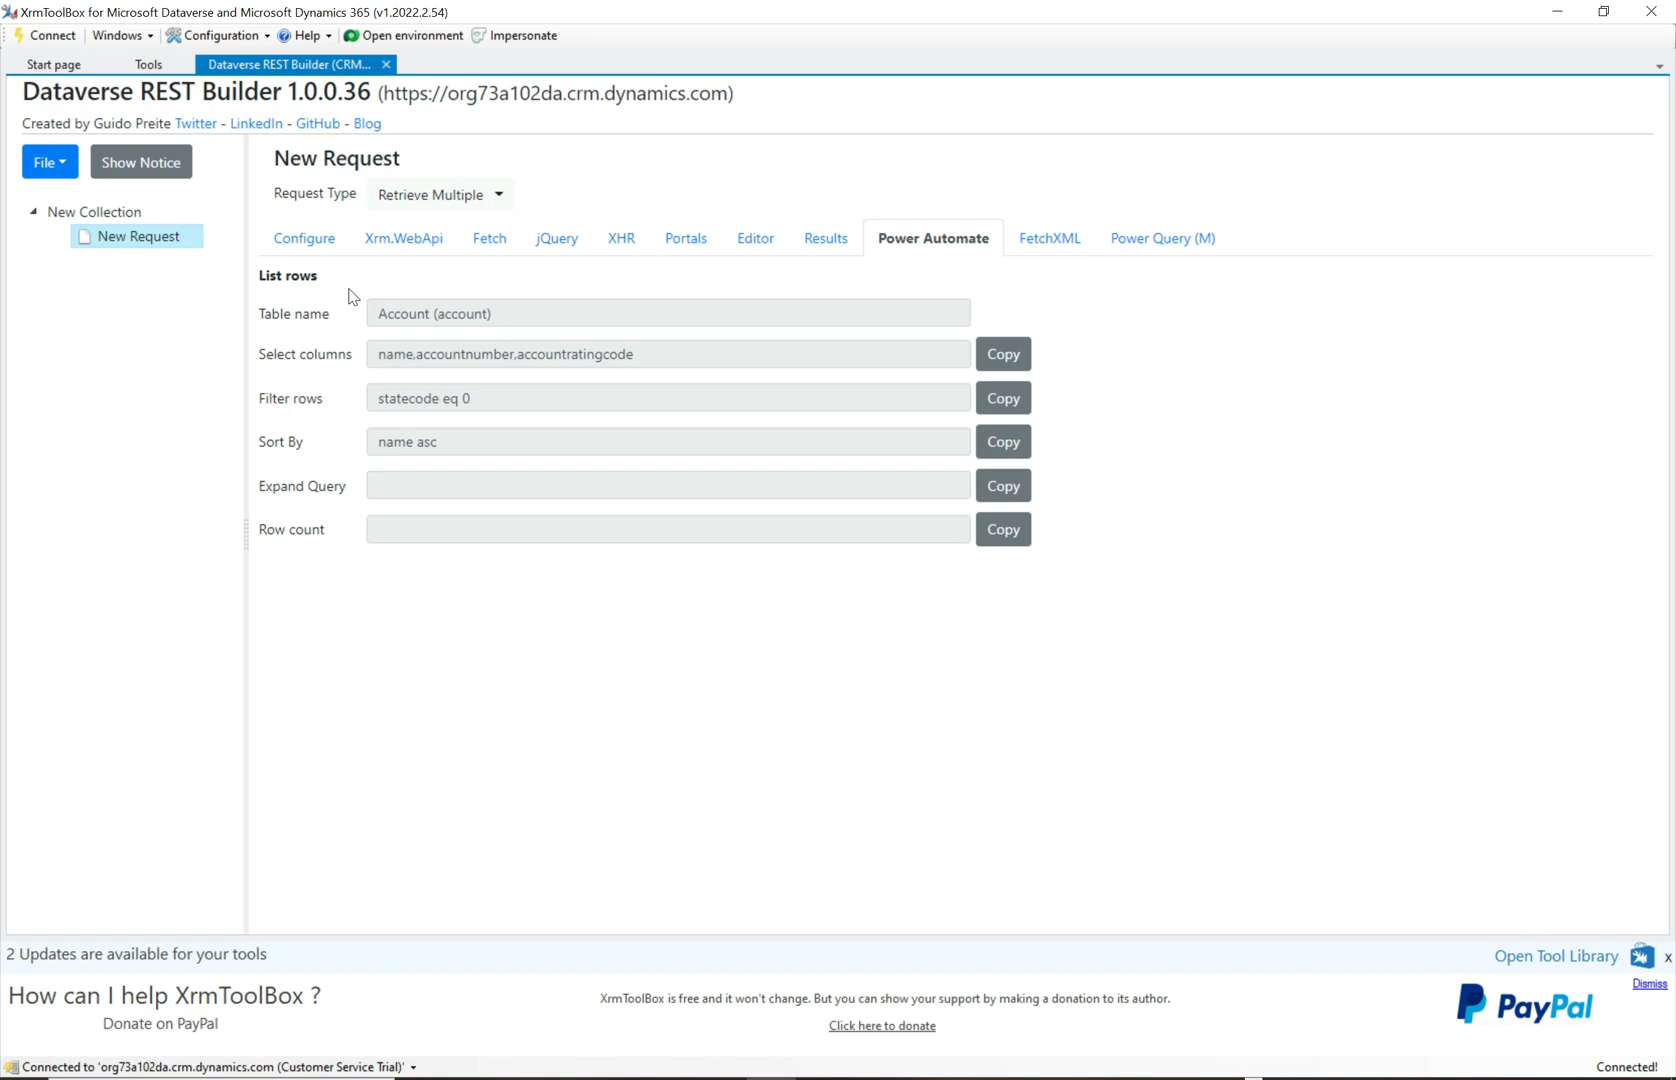 XrmToolBox for Microsoft Dataverse and Microsoft Dynamics 365 (v1.2022.2.54)
Connect Windows Configuration Help Open environment Impersonate
Start page Tools Dataverse REST Builder (CRM...
Dataverse REST Builder 1.0.0.36 (https://org73a102da.crm.dynamics.com)
Created by Guido Preite Twitter - LinkedIn - GitHub - Blog
File Show Notice
New Collection
New Request
New Request
Request Type Retrieve Multiple
Configure Xrm.WebApi Fetch jQuery XHR Portals Editor Results Power Automate FetchXML Power Query (M)
List rows
Table name Account (account)
Select columns name,accountnumber,accountratingcode Copy
Filter rows statecode eq 0 Copy
Sort By name asc Copy
Expand Query Copy
Row count Copy
2 Updates are available for your tools Open Tool Library x
Dismiss
How can I help XrmToolBox ?
Donate on PayPal
XrmToolBox is free and it won't change. But you can show your support by making a donation to its author.
Click here to donate
PayPal
Connected to 'org73a102da.crm.dynamics.com (Customer Service Trial)' Connected!